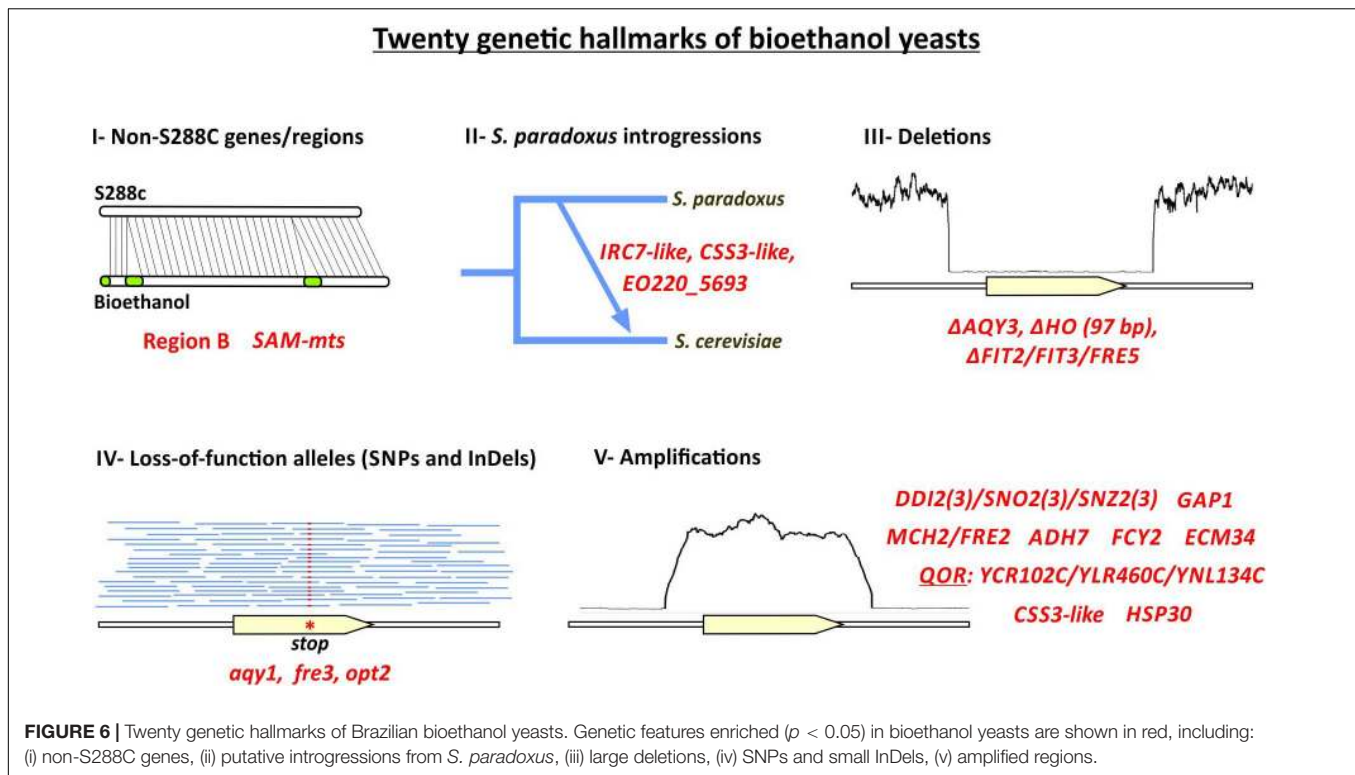 Twenty genetic hallmarks of bioethanol yeasts
I- Non-S288C genes/regions
S288c
Bioethanol
Region B SAM-mts
II- S. paradoxus introgressions
S. paradoxus
IRC7-like, CSS3-like,
EO220_5693
S. cerevisiae
III- Deletions
ΔAQY3, ΔHO (97 bp),
ΔFIT2/FIT3/FRE5
IV- Loss-of-function alleles (SNPs and InDels)
*
stop
aqy1, fre3, opt2
V- Amplifications
DDI2(3)/SNO2(3)/SNZ2(3) GAP1
MCH2/FRE2 ADH7 FCY2 ECM34
QOR: YCR102C/YLR460C/YNL134C
CSS3-like HSP30
FIGURE 6 | Twenty genetic hallmarks of Brazilian bioethanol yeasts. Genetic features enriched (p < 0.05) in bioethanol yeasts are shown in red, including:
(i) non-S288C genes, (ii) putative introgressions from S. paradoxus, (iii) large deletions, (iv) SNPs and small InDels, (v) amplified regions.